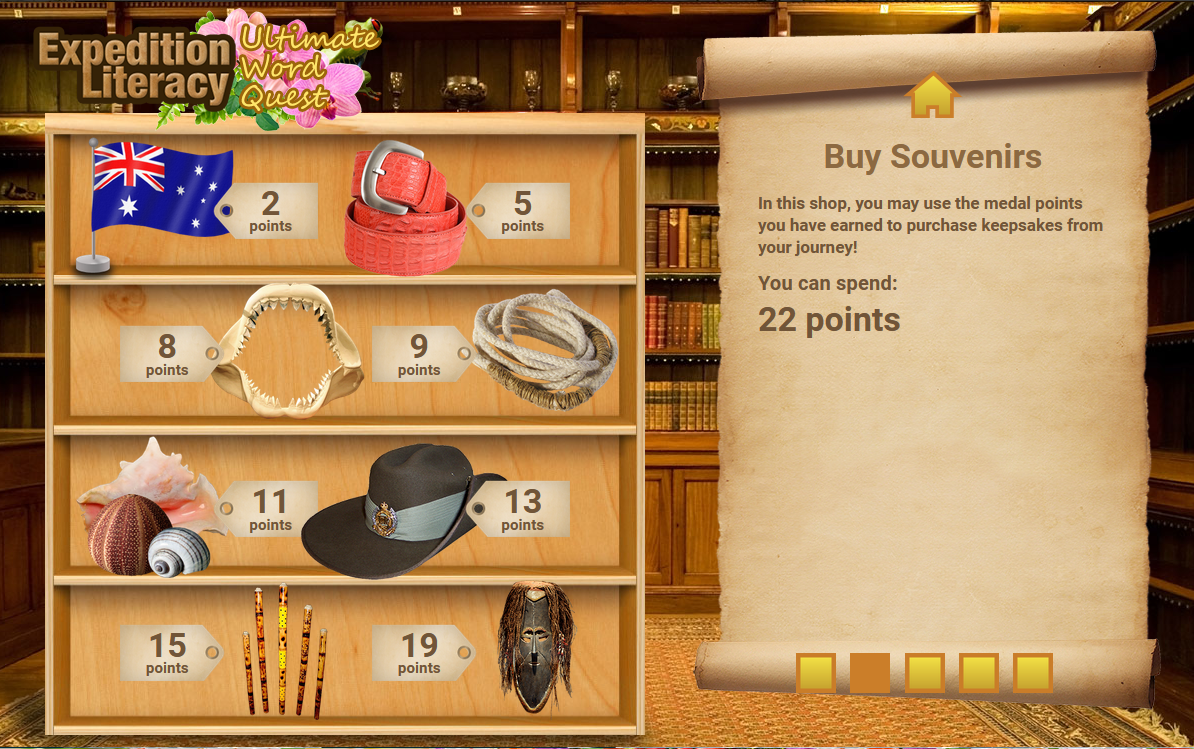 Expedition
Literacy
Ultimate
Word
Quest
2
points
5
points
8
points
9
points
11
points
13
points
15
points
19
points
Buy Souvenirs
In this shop, you may use the medal points
you have earned to purchase keepsakes from
your journey!
You can spend:
22 points